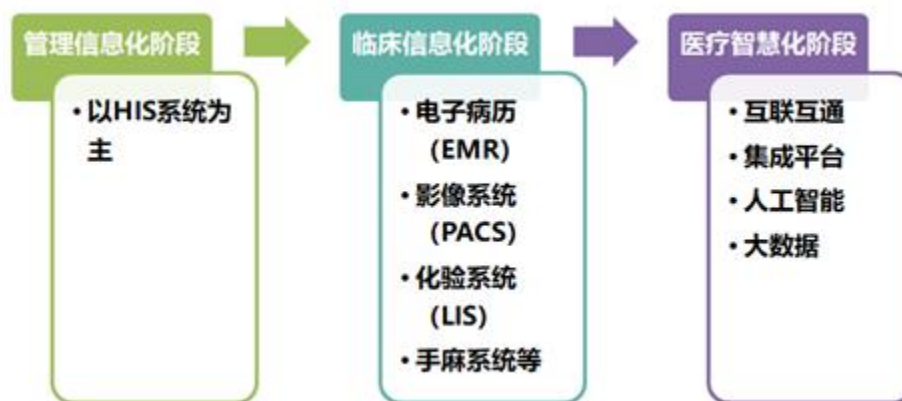 管理信息化阶段
• 以HIS系统为
主
临床信息化阶段
• 电子病历
（EMR）
• 影像系统
（PACS）
• 化验系统
（LIS）
• 手麻系统等
医疗智慧化阶段
• 互联互通
• 集成平台
• 人工智能
• 大数据